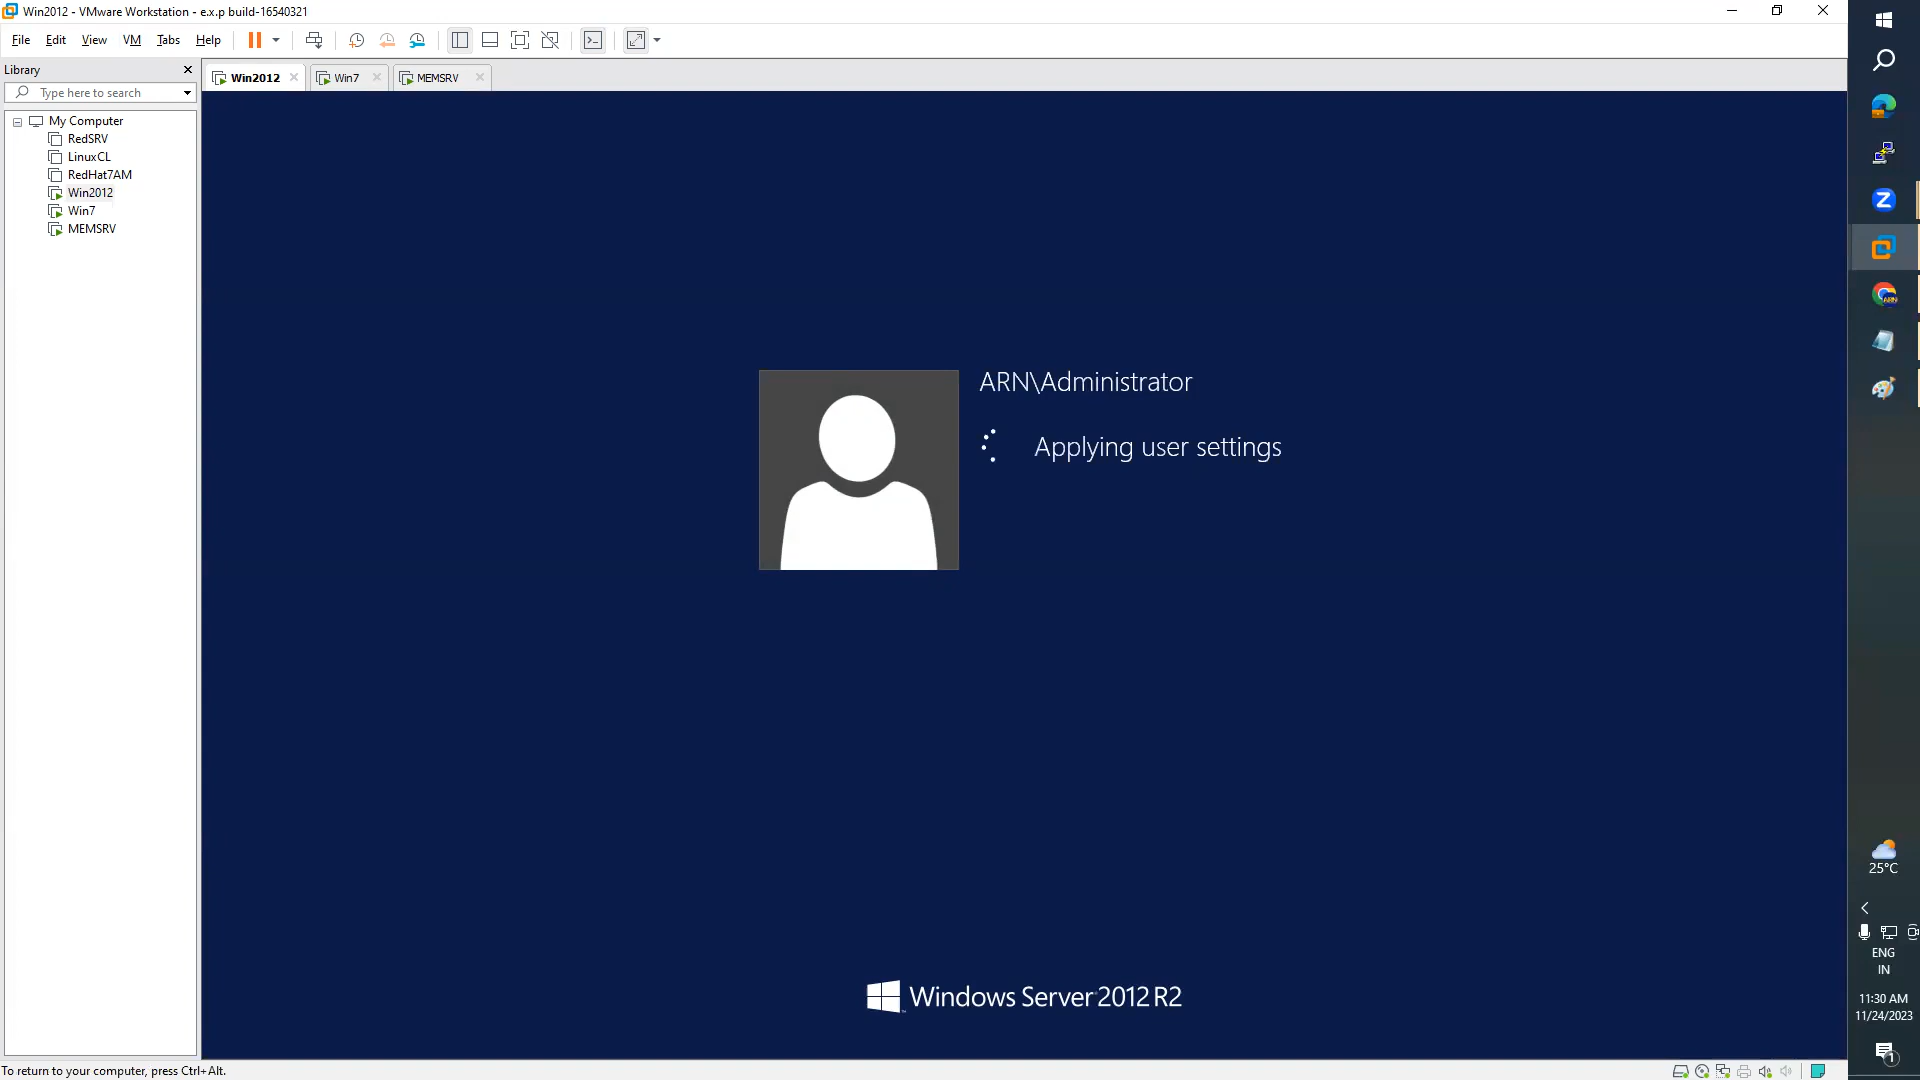 Win2012 - VMware Workstation - e.x.p build-16540321
File Edit View VM Tabs Help
Library
Type here to search
Win2012
Win7
MEMSRV
My Computer
RedSRV
LinuxCL
RedHat7AM
Win2012
Win7
MEMSRV
ARN\Administrator
Applying user settings
Windows Server 2012 R2
To return to your computer, press Ctrl+Alt.
Z
ARN
25°C
ENG
IN
11:30 AM
11/24/2023
1